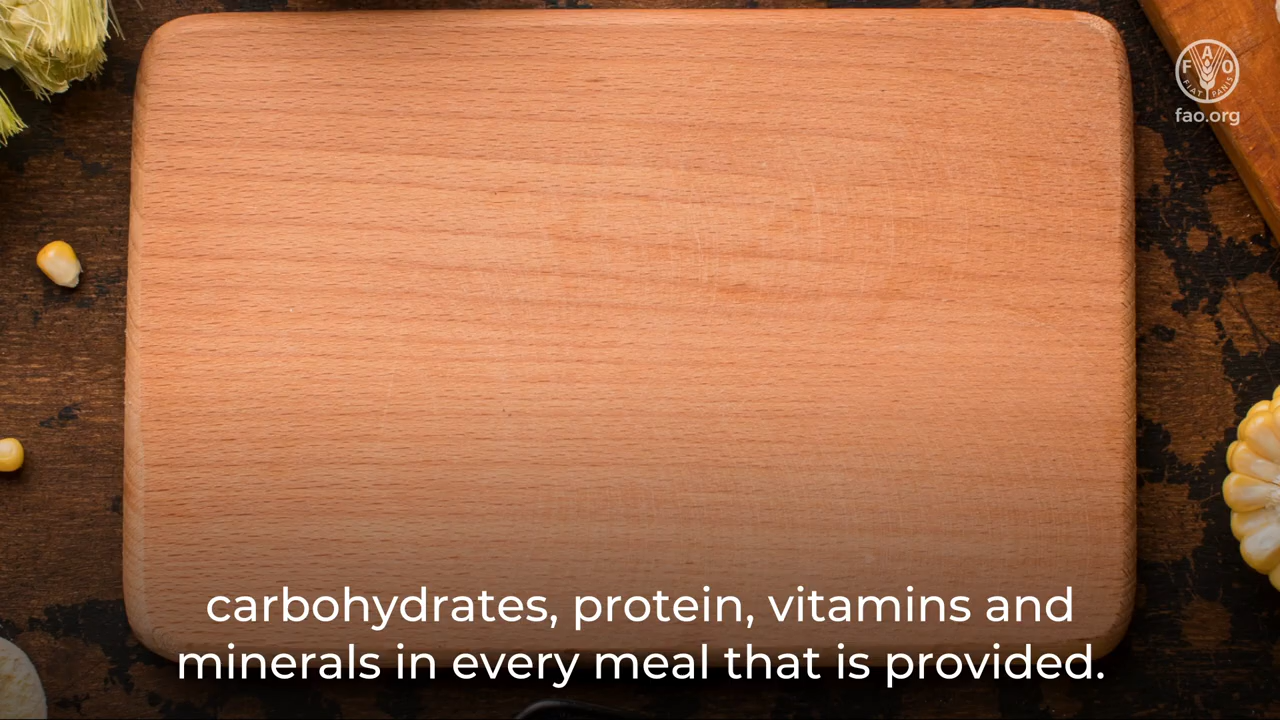 FAO
FIAT PANIS
fao.org
carbohydrates, protein, vitamins and
minerals in every meal that is provided.